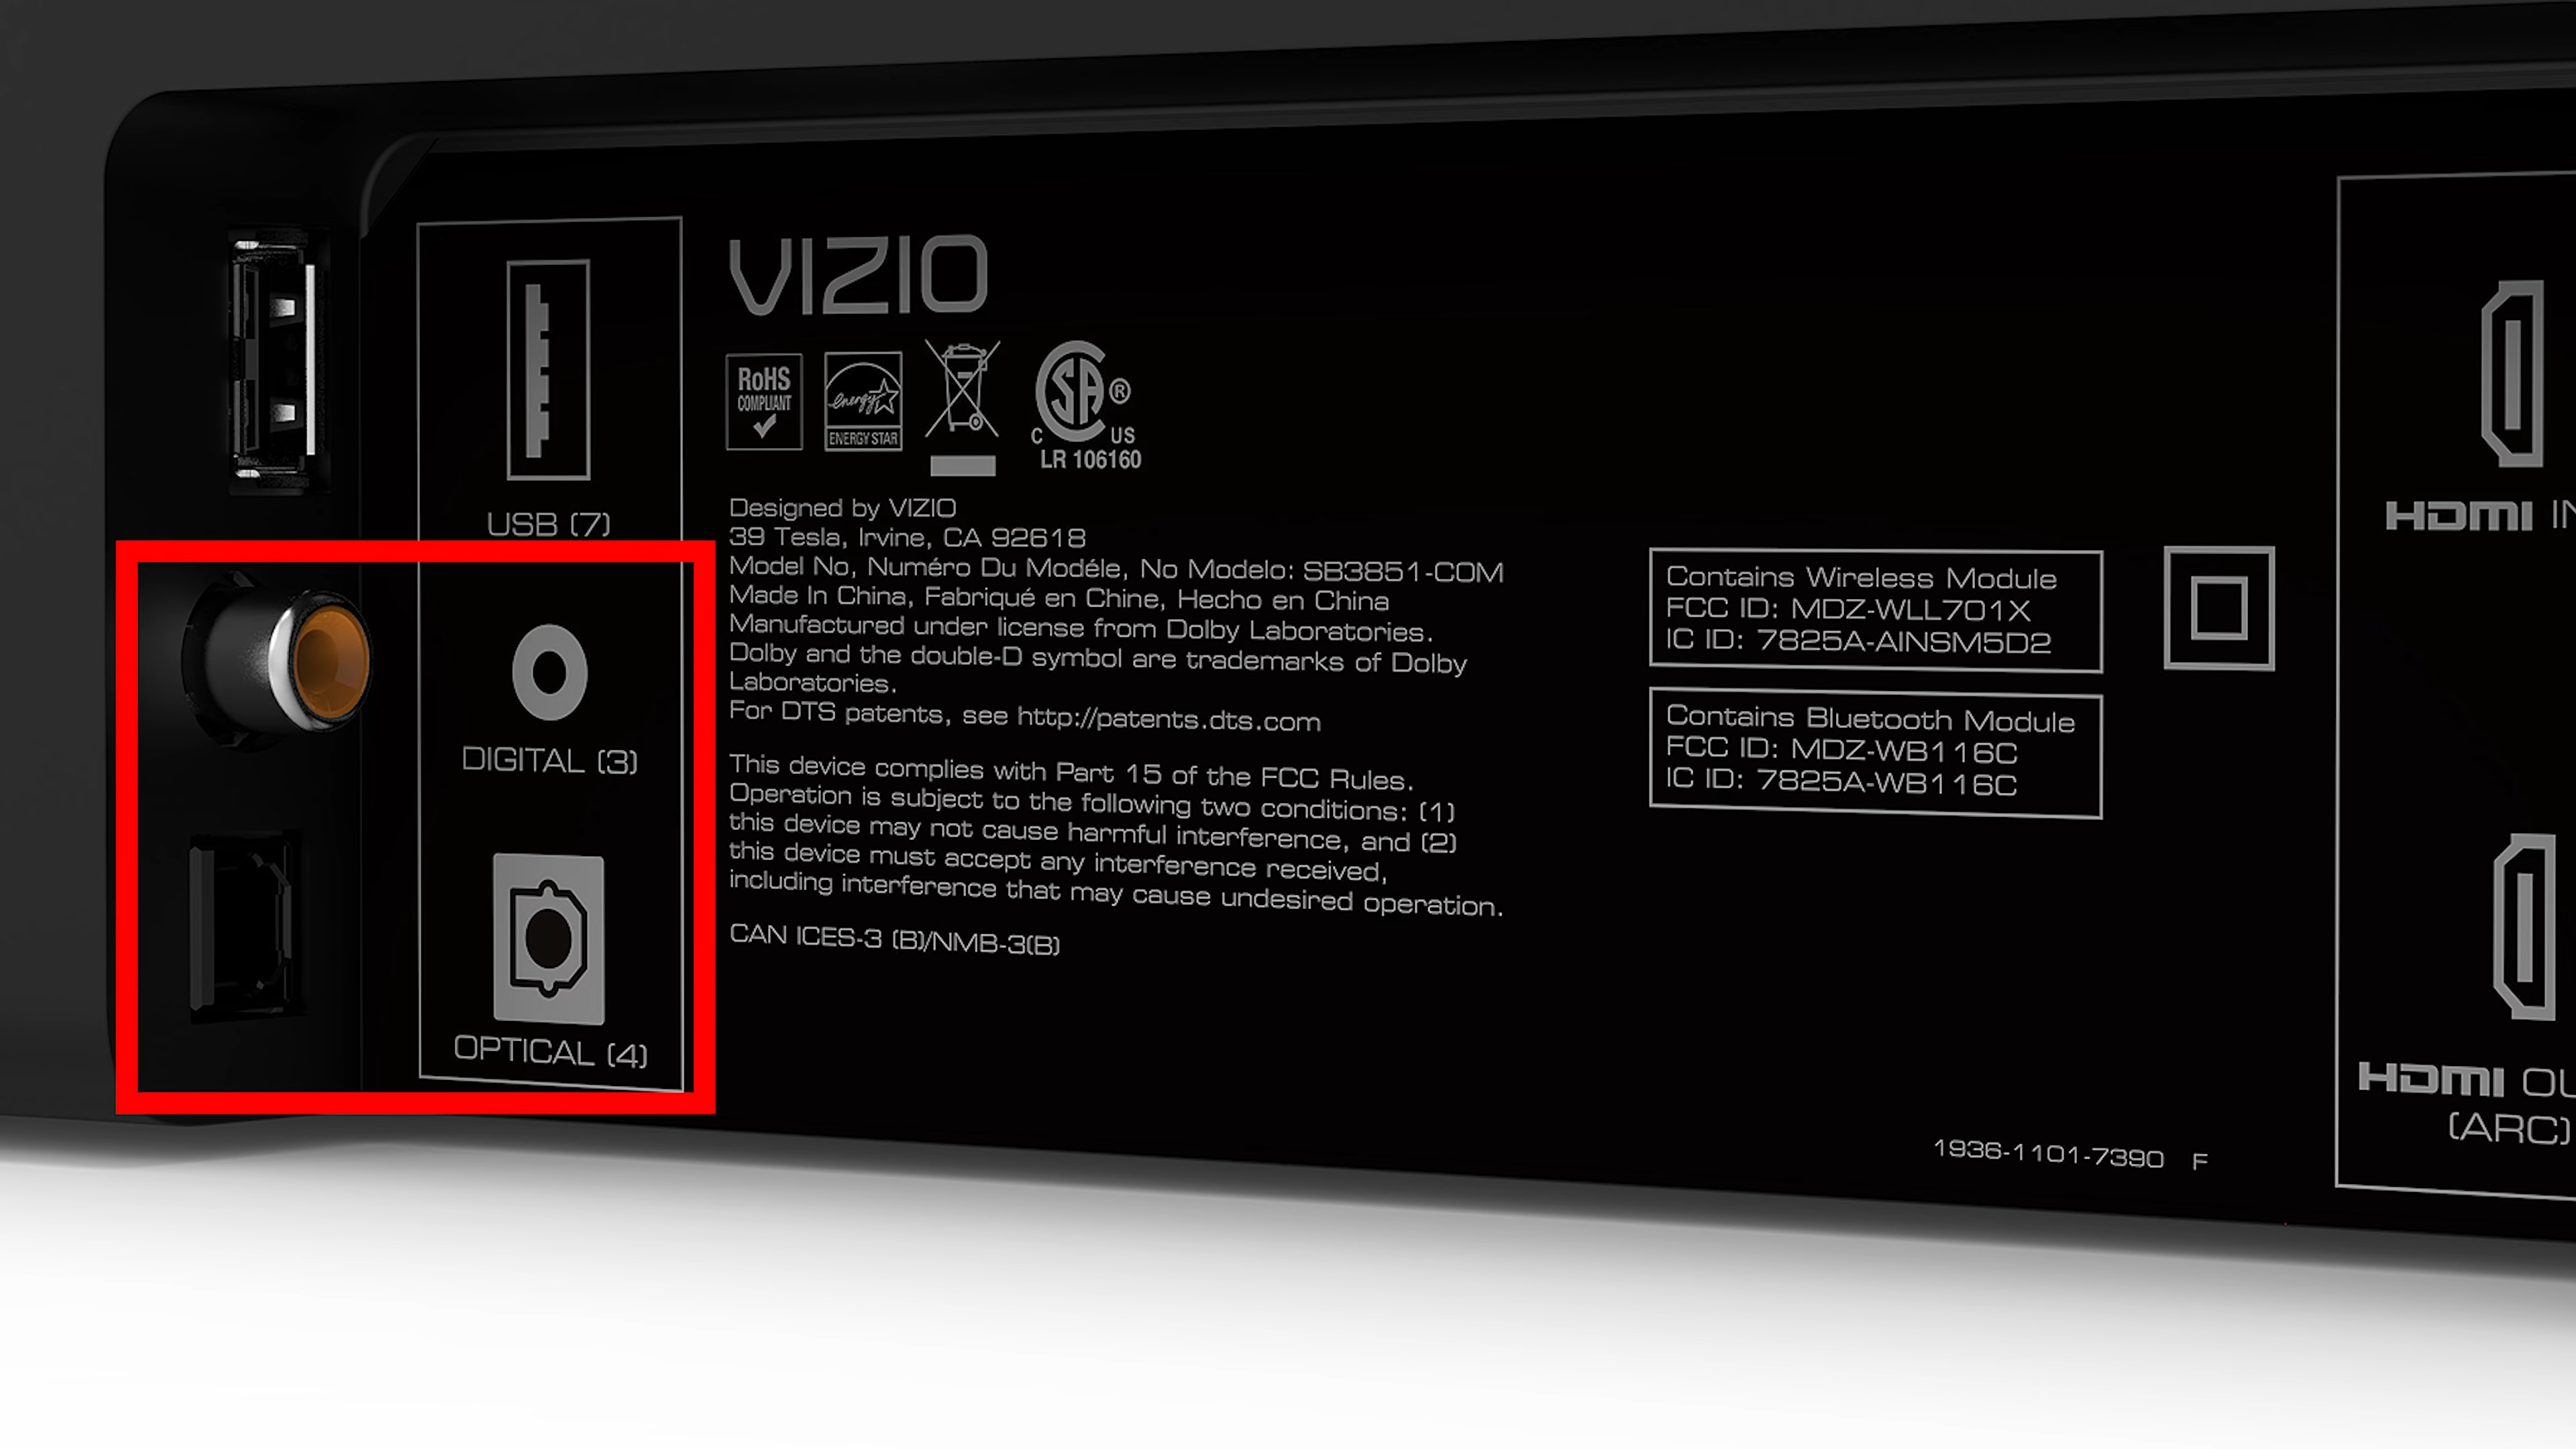 USB (7)
DIGITAL (3)
OPTICAL (4)
VIZIO
RoHS
COMPLIANT
energy
ENERGY STAR
SA ®
C US
LR 106160
Designed by VIZIO
39 Tesla, Irvine, CA 92618
Model No, Numéro Du Modéle, No Modelo: SB3851-COM
Made In China, Fabriqué en Chine, Hecho en China
Manufactured under license from Dolby Laboratories.
Dolby and the double-D symbol are trademarks of Dolby
Laboratories.
For DTS patents, see http://patents.dts.com
This device complies with Part 15 of the FCC Rules.
Operation is subject to the following two conditions: (1)
this device may not cause harmful interference, and (2)
this device must accept any interference received,
including interference that may cause undesired operation.
CAN ICES-3 (B)/NMB-3(B)
Contains Wireless Module
FCC ID: MDZ-WLL701X
IC ID: 7825A-AINSM5D2
Contains Bluetooth Module
FCC ID: MDZ-WB116C
IC ID: 7825A-WB116C
1936-1101-7390 F
HDMI IN
HDMI OU
(ARC)